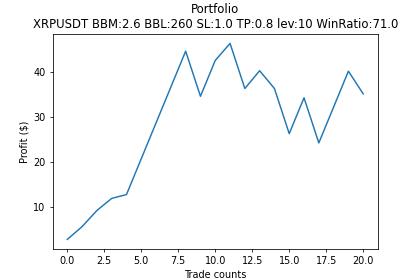 Portfolio
XRPUSDT BBM:2.6 BBL:260 SL:1.0 TP:0.8 lev:10 WinRatio:71.0
40
30
20
10
Profit ($)
0.0 2.5 5.0 7.5 10.0 12.5 15.0 17.5 20.0
Trade counts